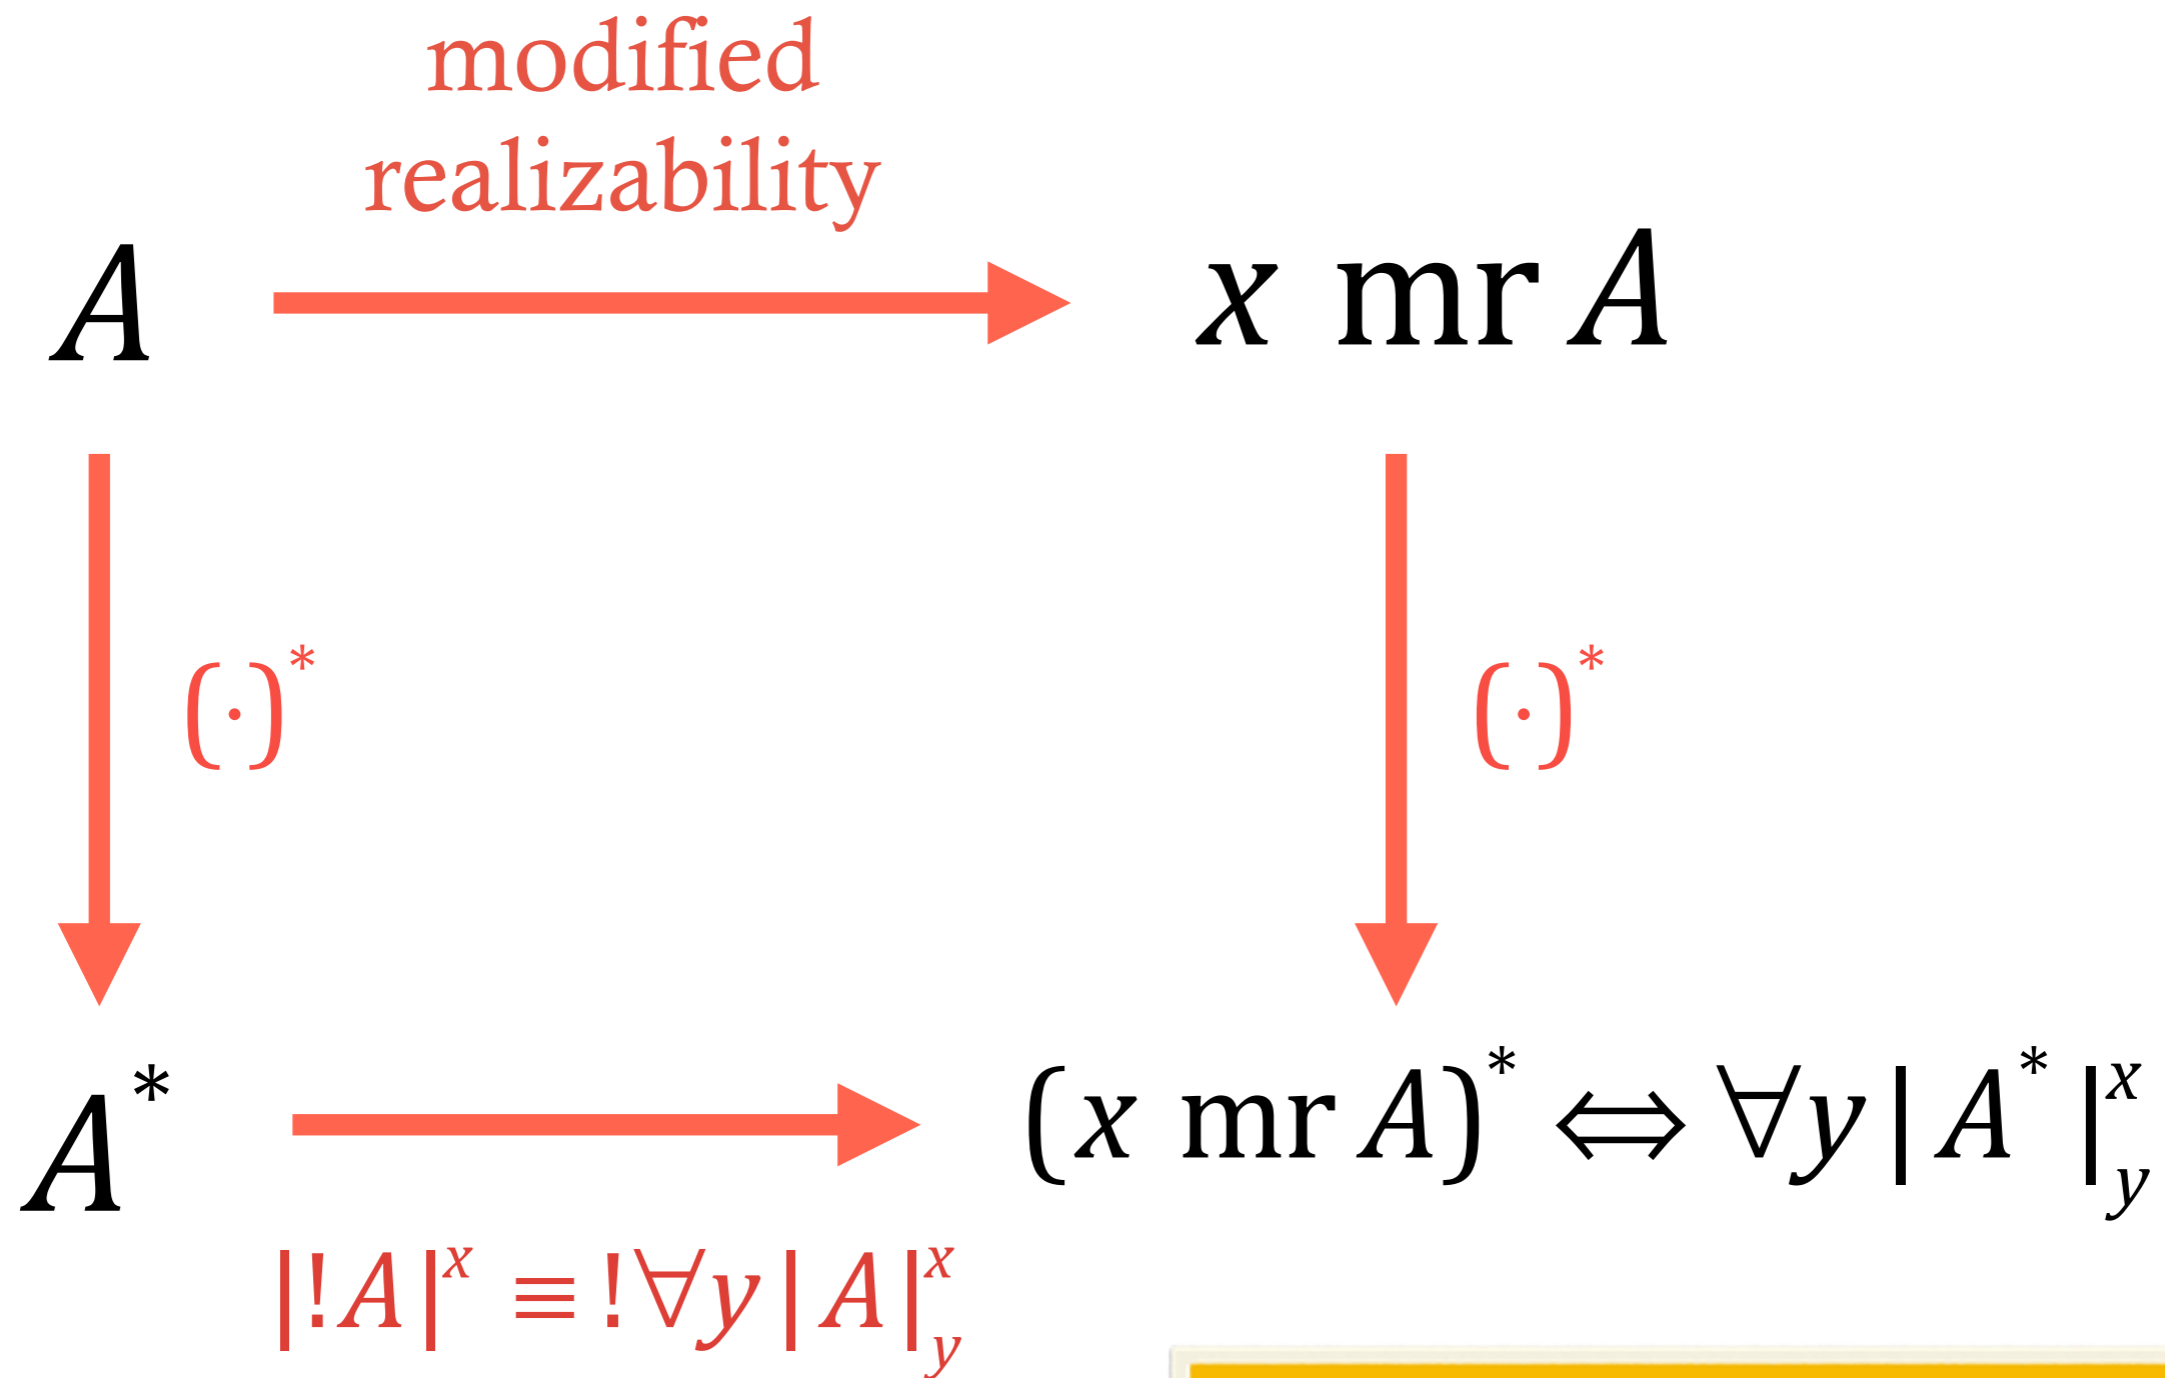 modified
realizability
A x mr A
(·)* (·)*
A* (x mr A)* ⇔ ∀y|A*|ˣᵧ
|!A|ˣ ≡ !∀y|A|ˣᵧ